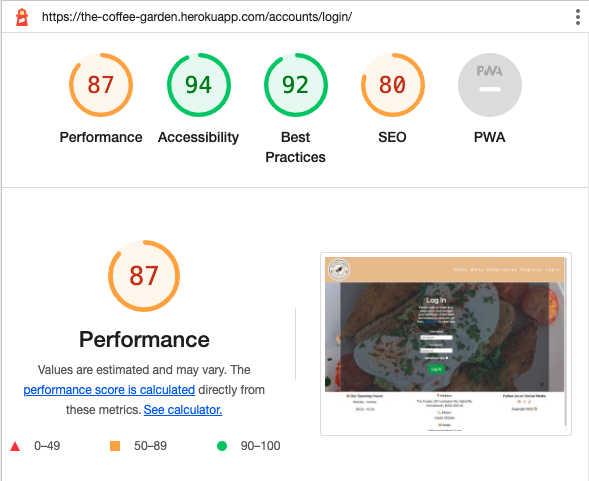 https://the-coffee-garden.herokuapp.com/accounts/login/
87
94
92
80
PWA
Performance
Accessibility
Best
Practices
SEO
PWA
87
Performance
Values are estimated and may vary. The
performance score is calculated directly from
these metrics. See calculator.
0–49
50–89
90–100
Home Menu Reservations Register Login
Log In
Log In
Our Opening Hours
Address
Follow Us on Social Media